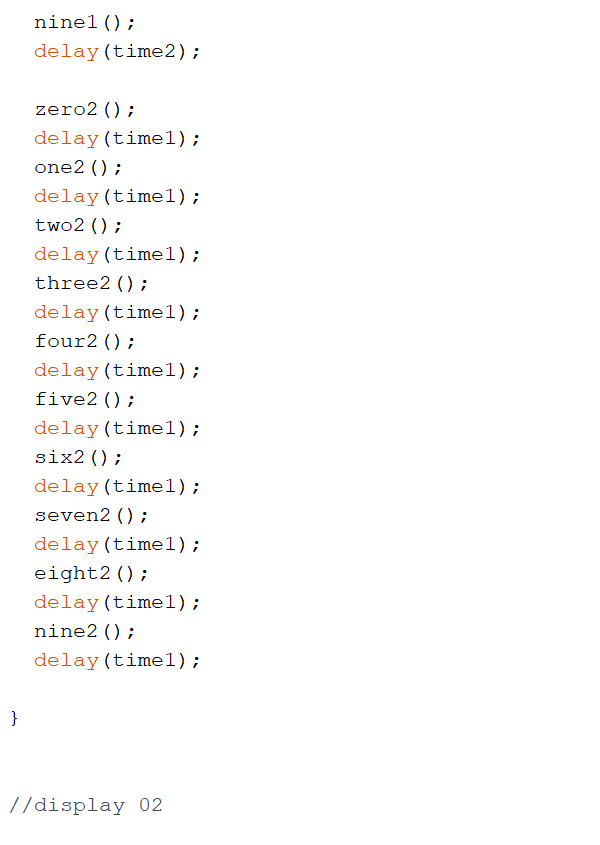 nine1();
delay(time2);
zero2();
delay(time1);
one2();
delay(time1);
two2();
delay(time1);
three2();
delay(time1);
four2();
delay(time1);
five2();
delay(time1);
six2();
delay(time1);
seven2();
delay(time1);
eight2();
delay(time1);
nine2();
delay(time1);
}
//display 02